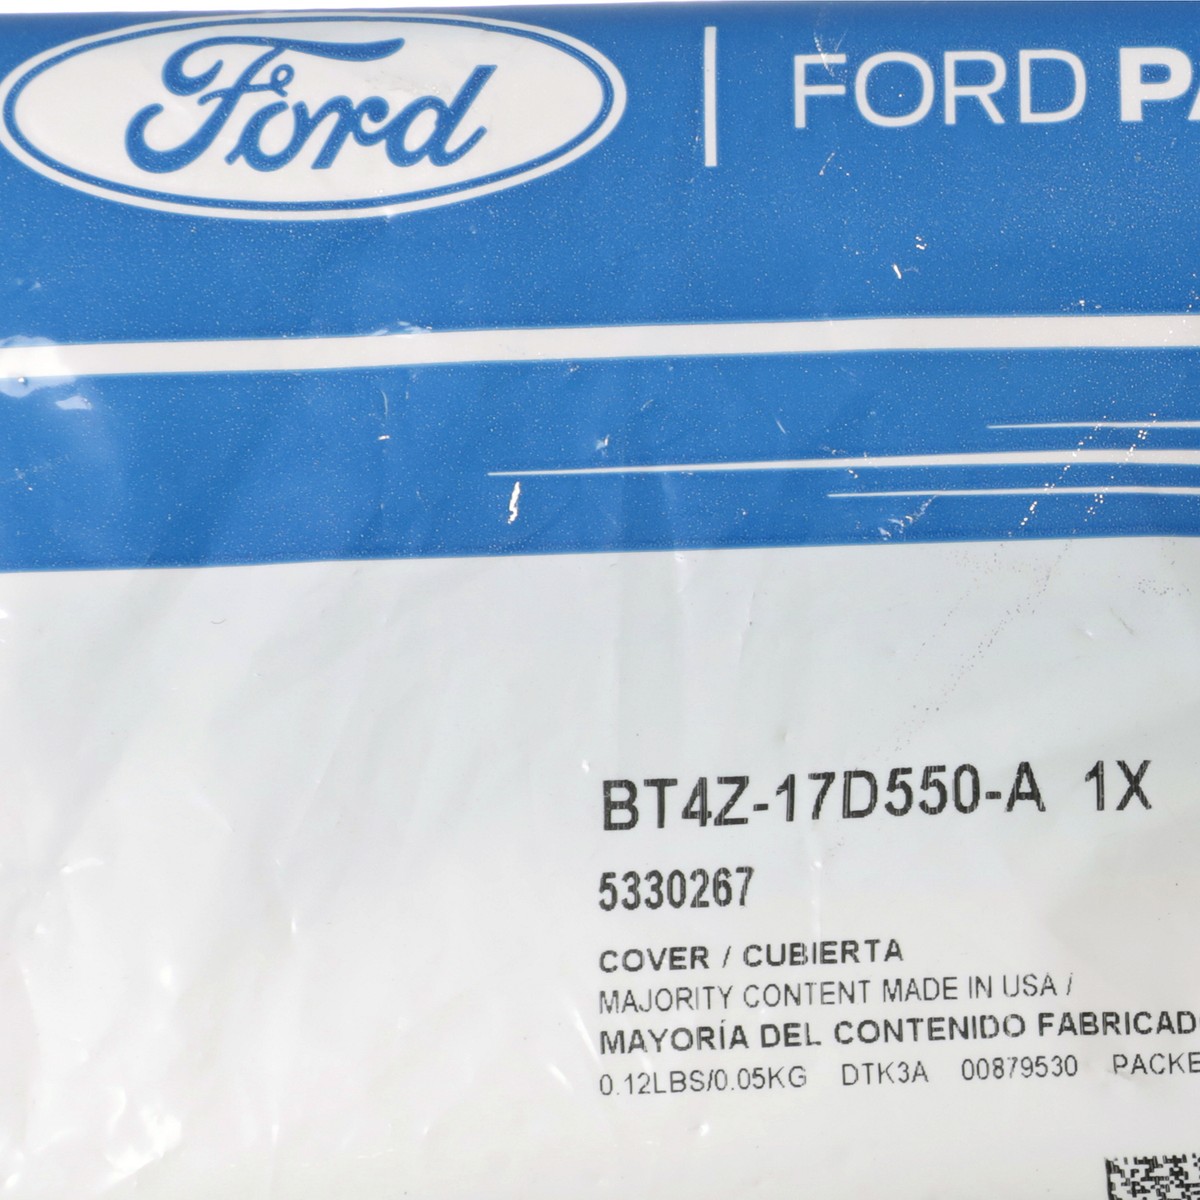 Ford
FORD PA
BT4Z-17D550-A 1X
5330267
COVER / CUBIERTA
MAJORITY CONTENT MADE IN USA /
MAYORÍA DEL CONTENIDO FABRICAD
0.12LBS/0.05KG DTK3A 00879530 PACKE